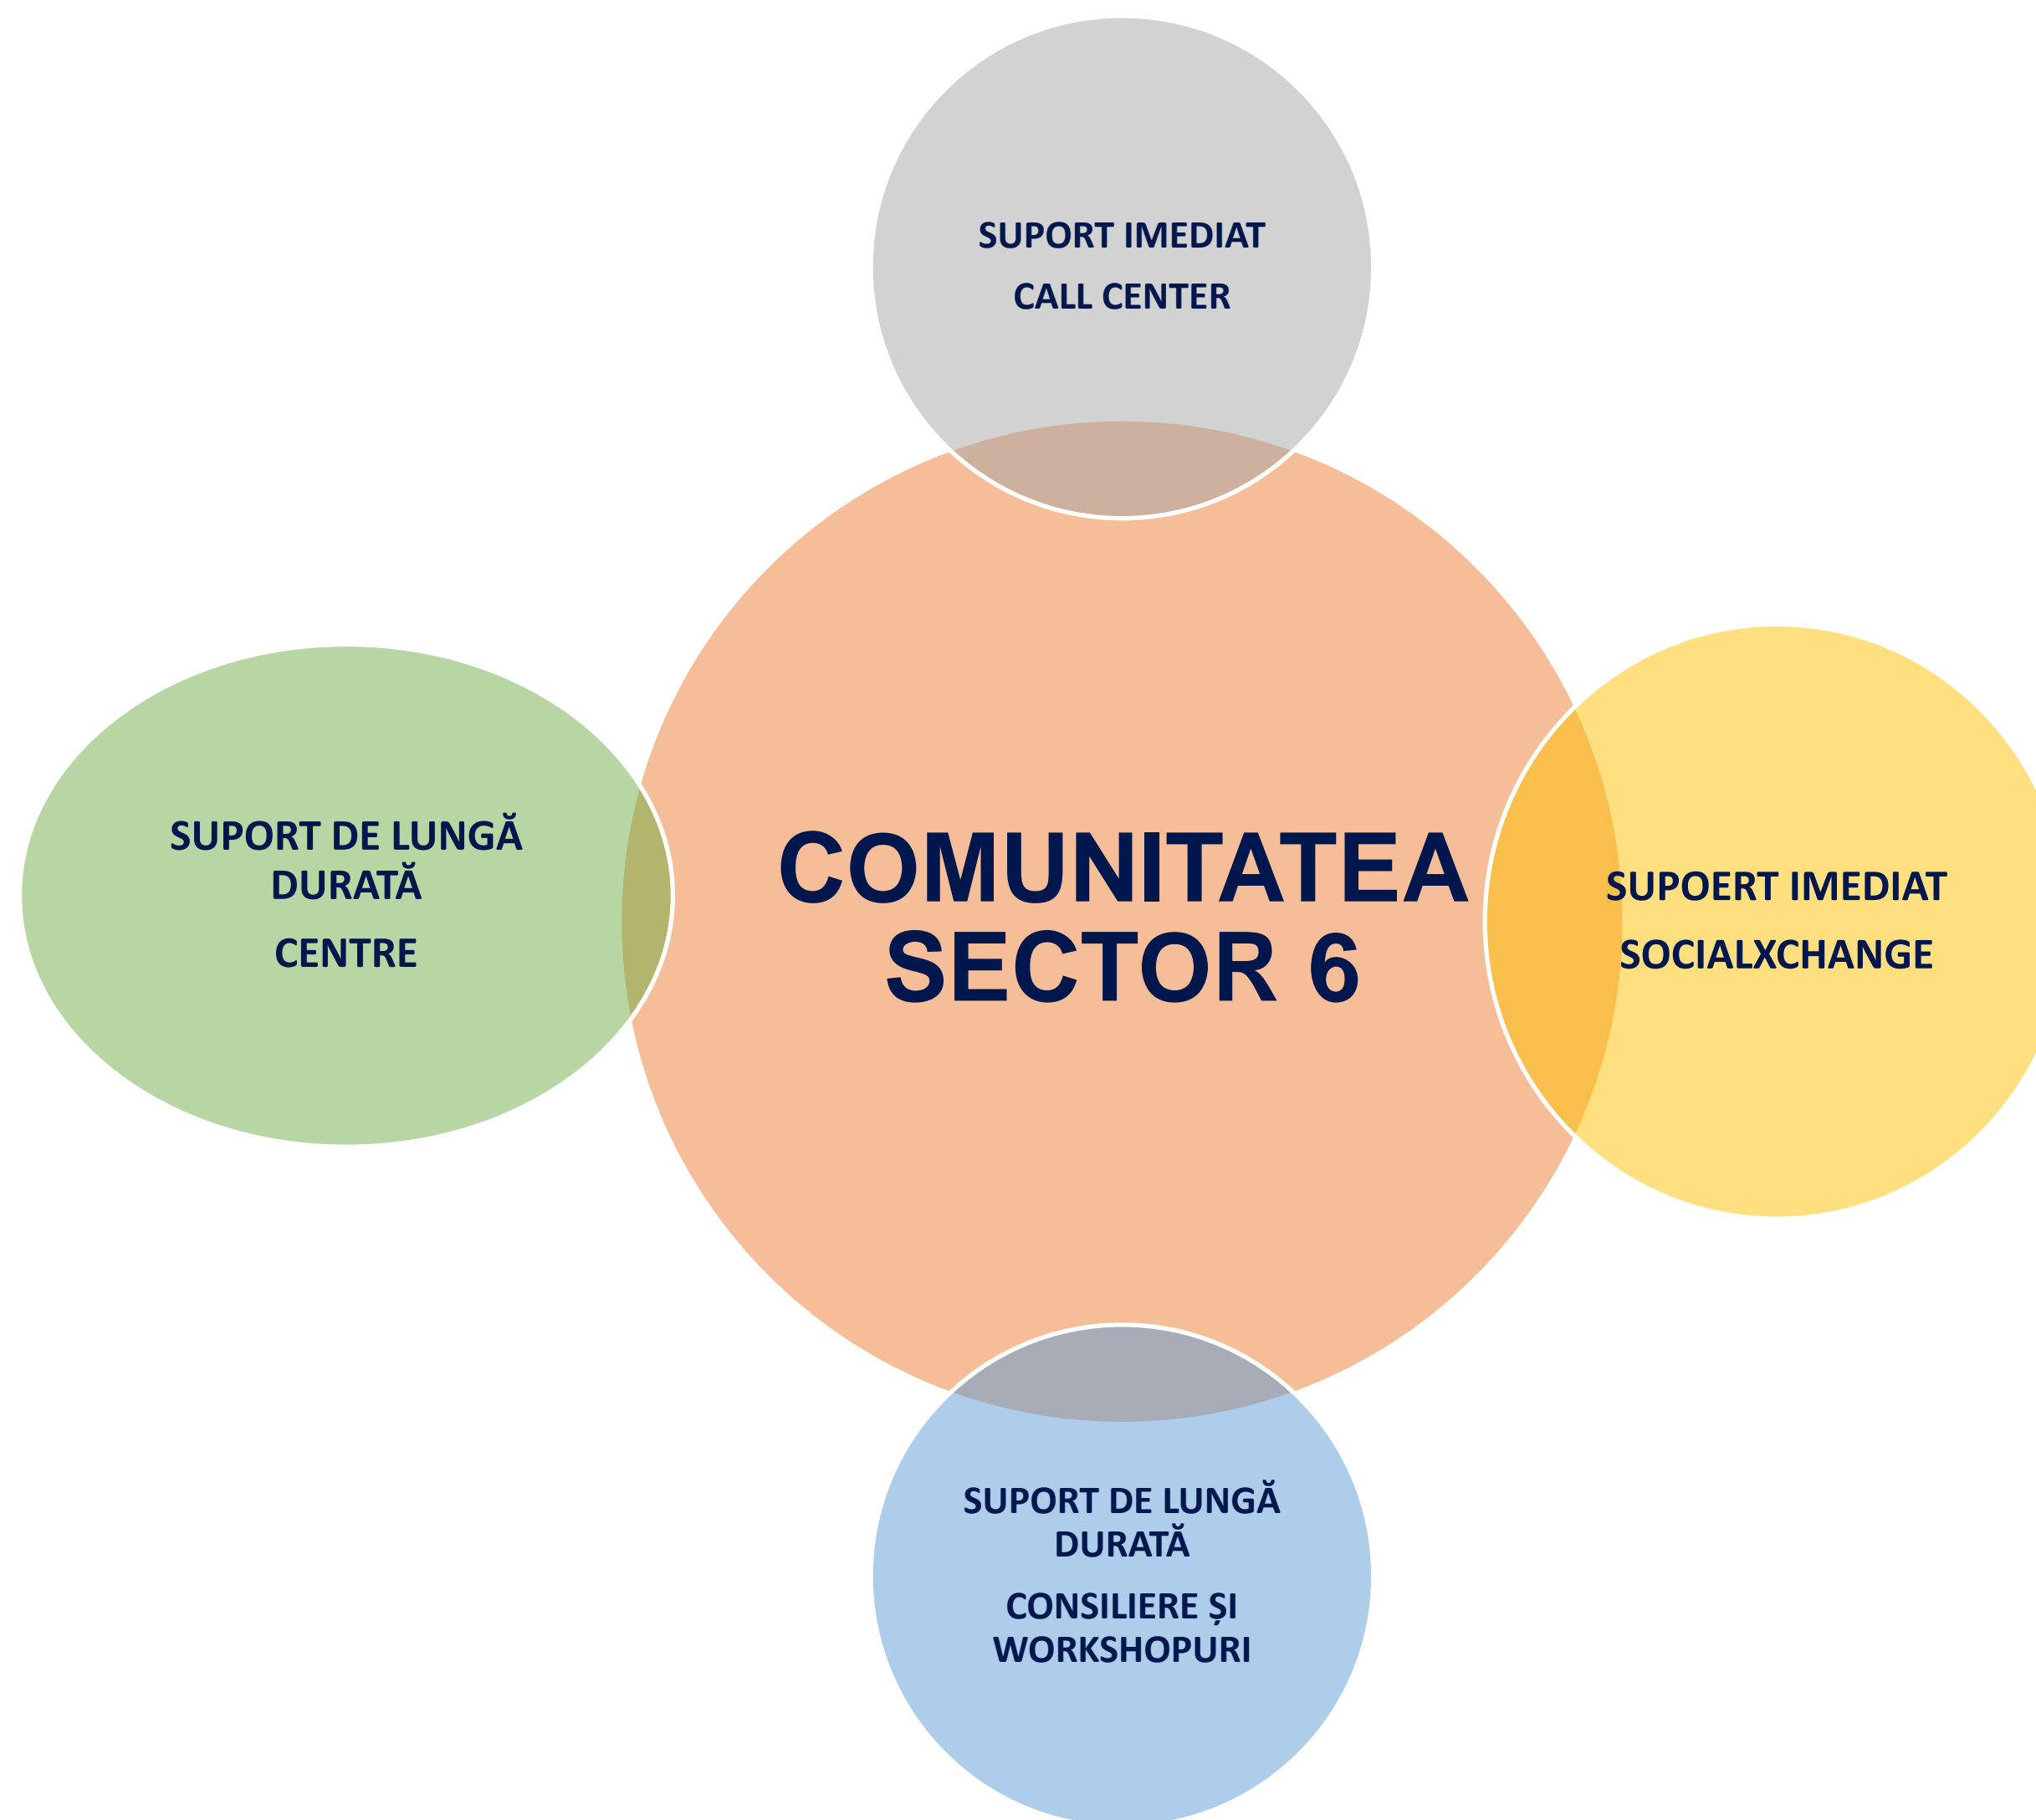 SUPORT IMEDIAT
CALL CENTER
SUPORT DE LUNGĂ
DURATĂ
CENTRE
COMUNITATEA
SECTOR 6
SUPOERT IMEDIAT
SOCIALXCHANGE
SUPORT DE LUNGĂ
DURATĂ
CONSILIERE ȘI
WORKSHOPURI